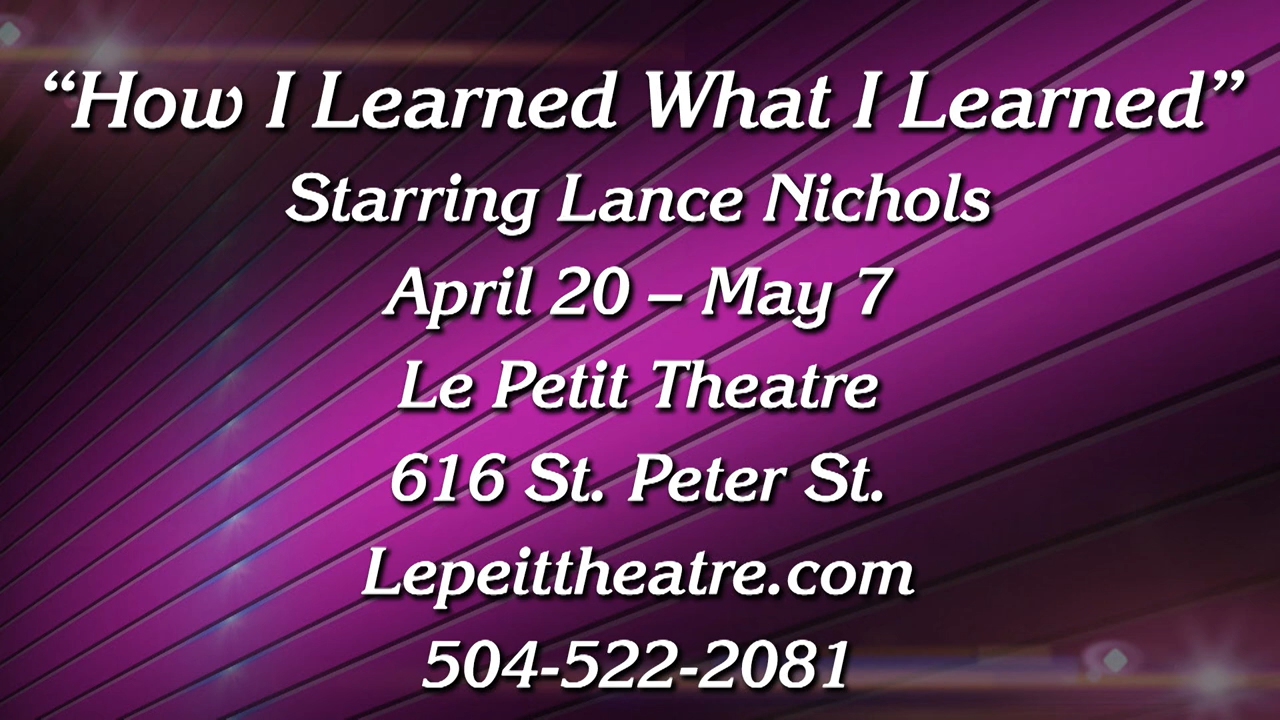 “How I Learned What I Learned”
Starring Lance Nichols
April 20 – May 7
Le Petit Theatre
616 St. Peter St.
Lepeittheatre.com
504-522-2081